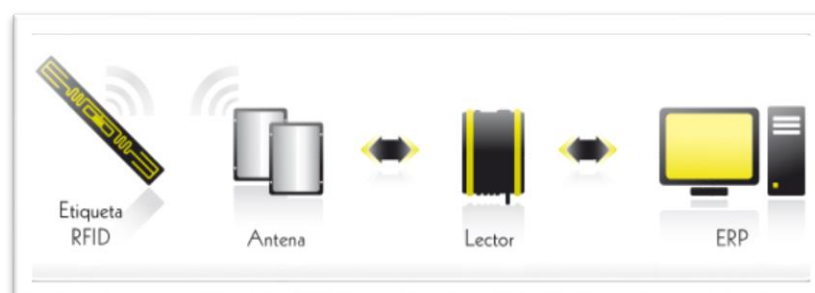 Etiqueta
RFID
Antena
Lector
ERP